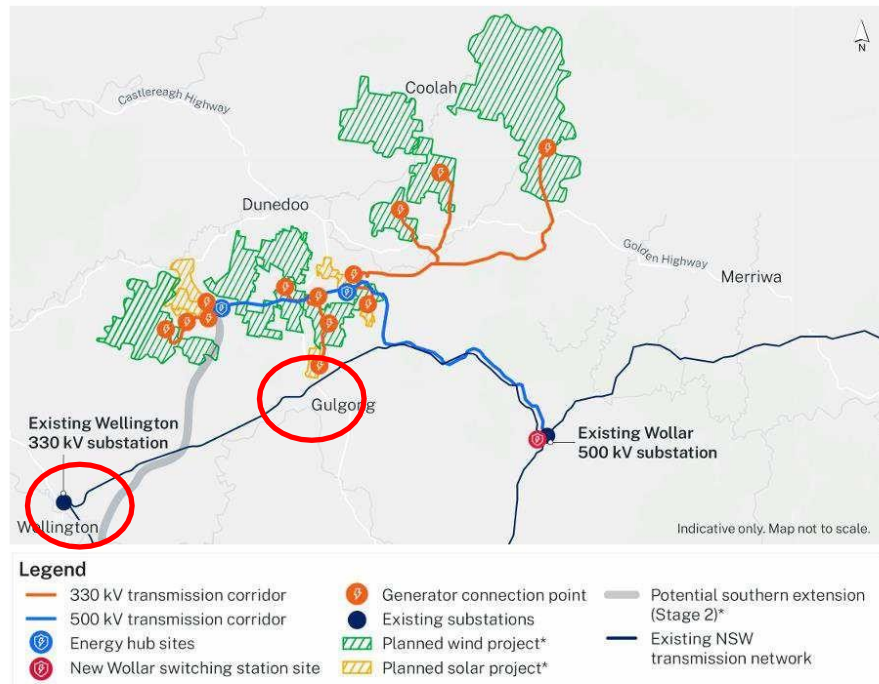 N
Coolah
Castlereagh Highway
Dunedoo
Golden Highway
Merriwa
Gulgong
Existing Wellington
330 kV substation
Existing Wollar
500 kV substation
Wellington
Indicative only. Map not to scale.
Legend
330 kV transmission corridor
500 kV transmission corridor
Energy hub sites
New Wollar switching station site
Generator connection point
Existing substations
Planned wind project*
Planned solar project*
Potential southern extension
(Stage 2)*
Existing NSW
transmission network